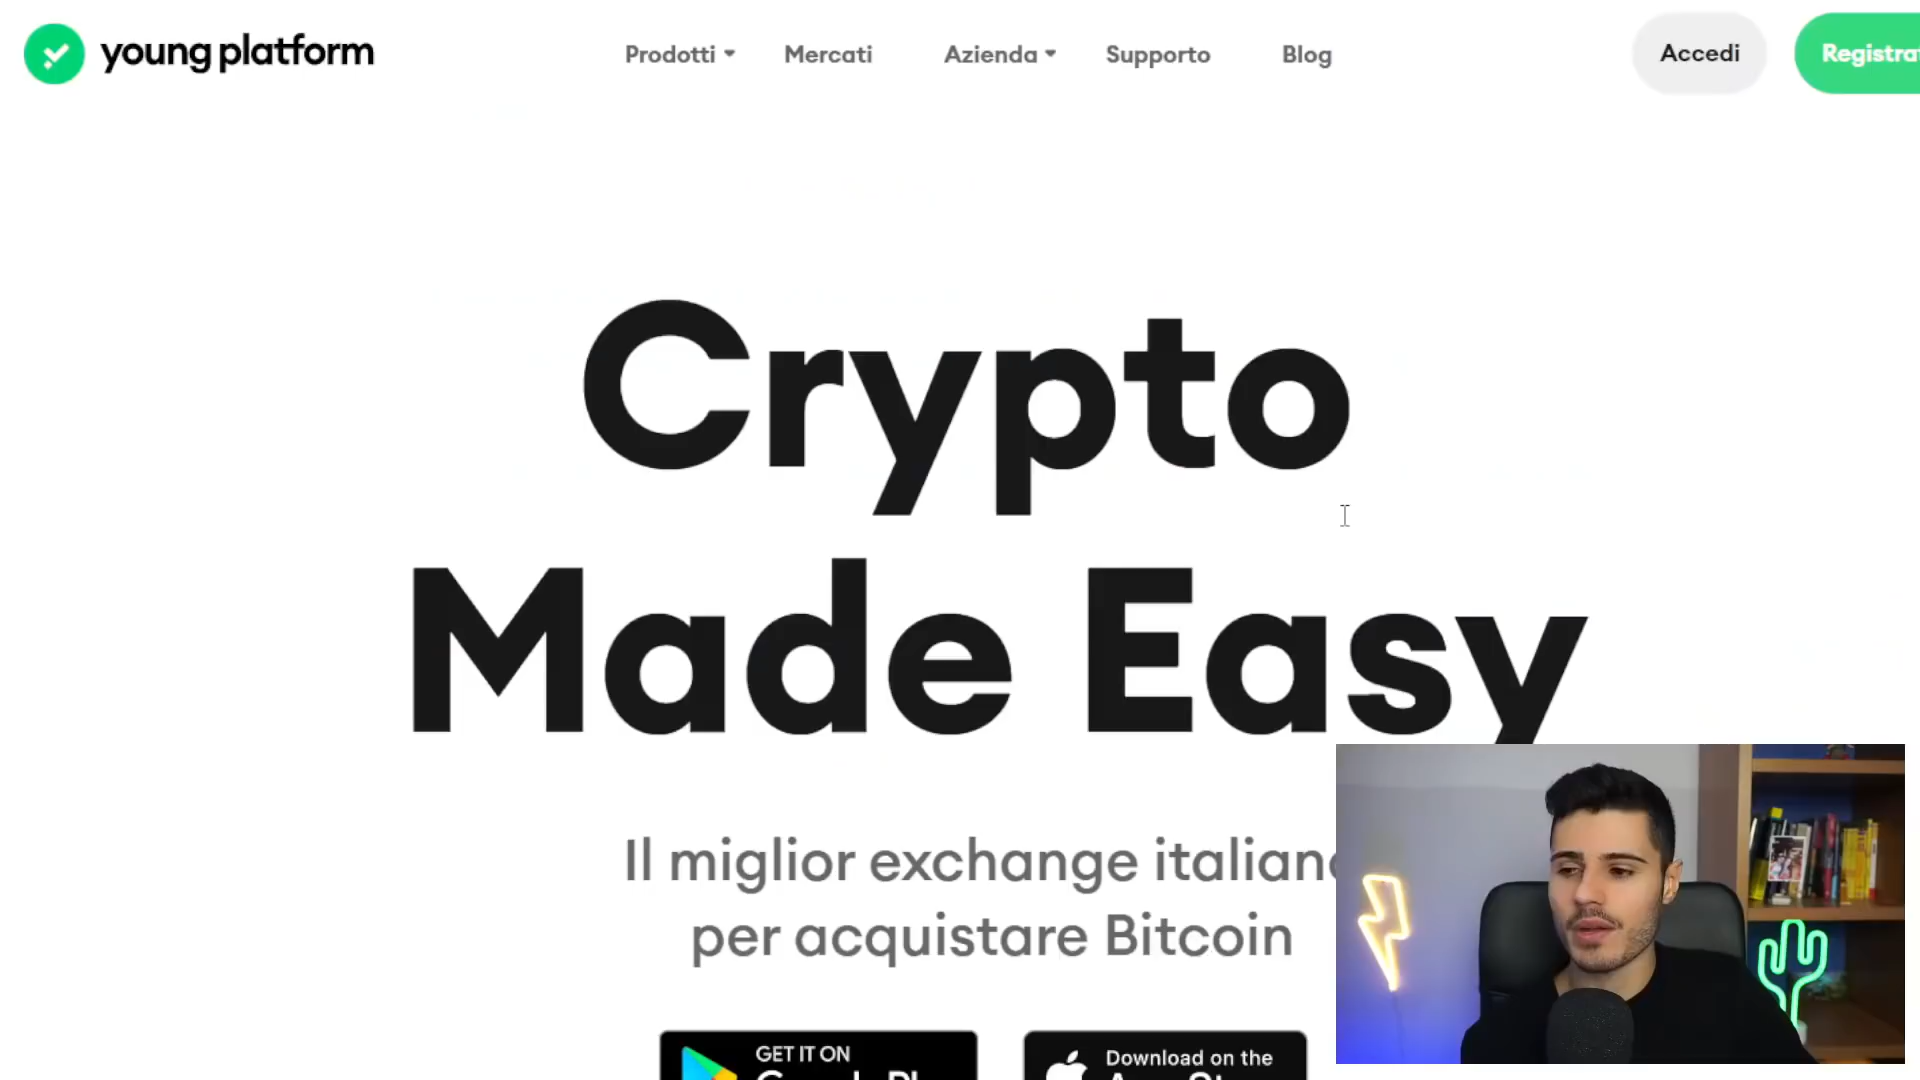 young platform
Prodotti
Mercati
Azienda
Supporto
Blog
Accedi
Crypto
Made Easy
Il miglior exchange
per acquistare Bitcoin
GET IT ON
Download on the